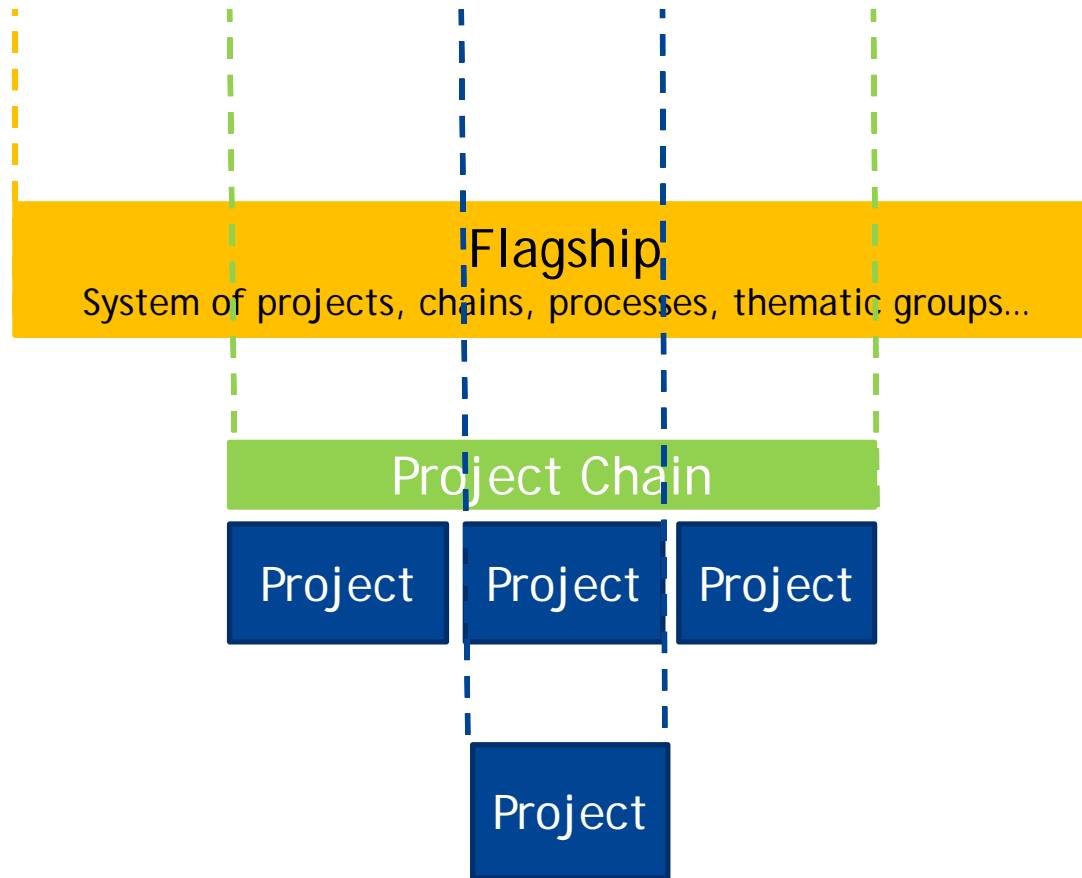 Flagship
System of projects, chains, processes, thematic groups...
Project Chain
Project
Project
Project
Project